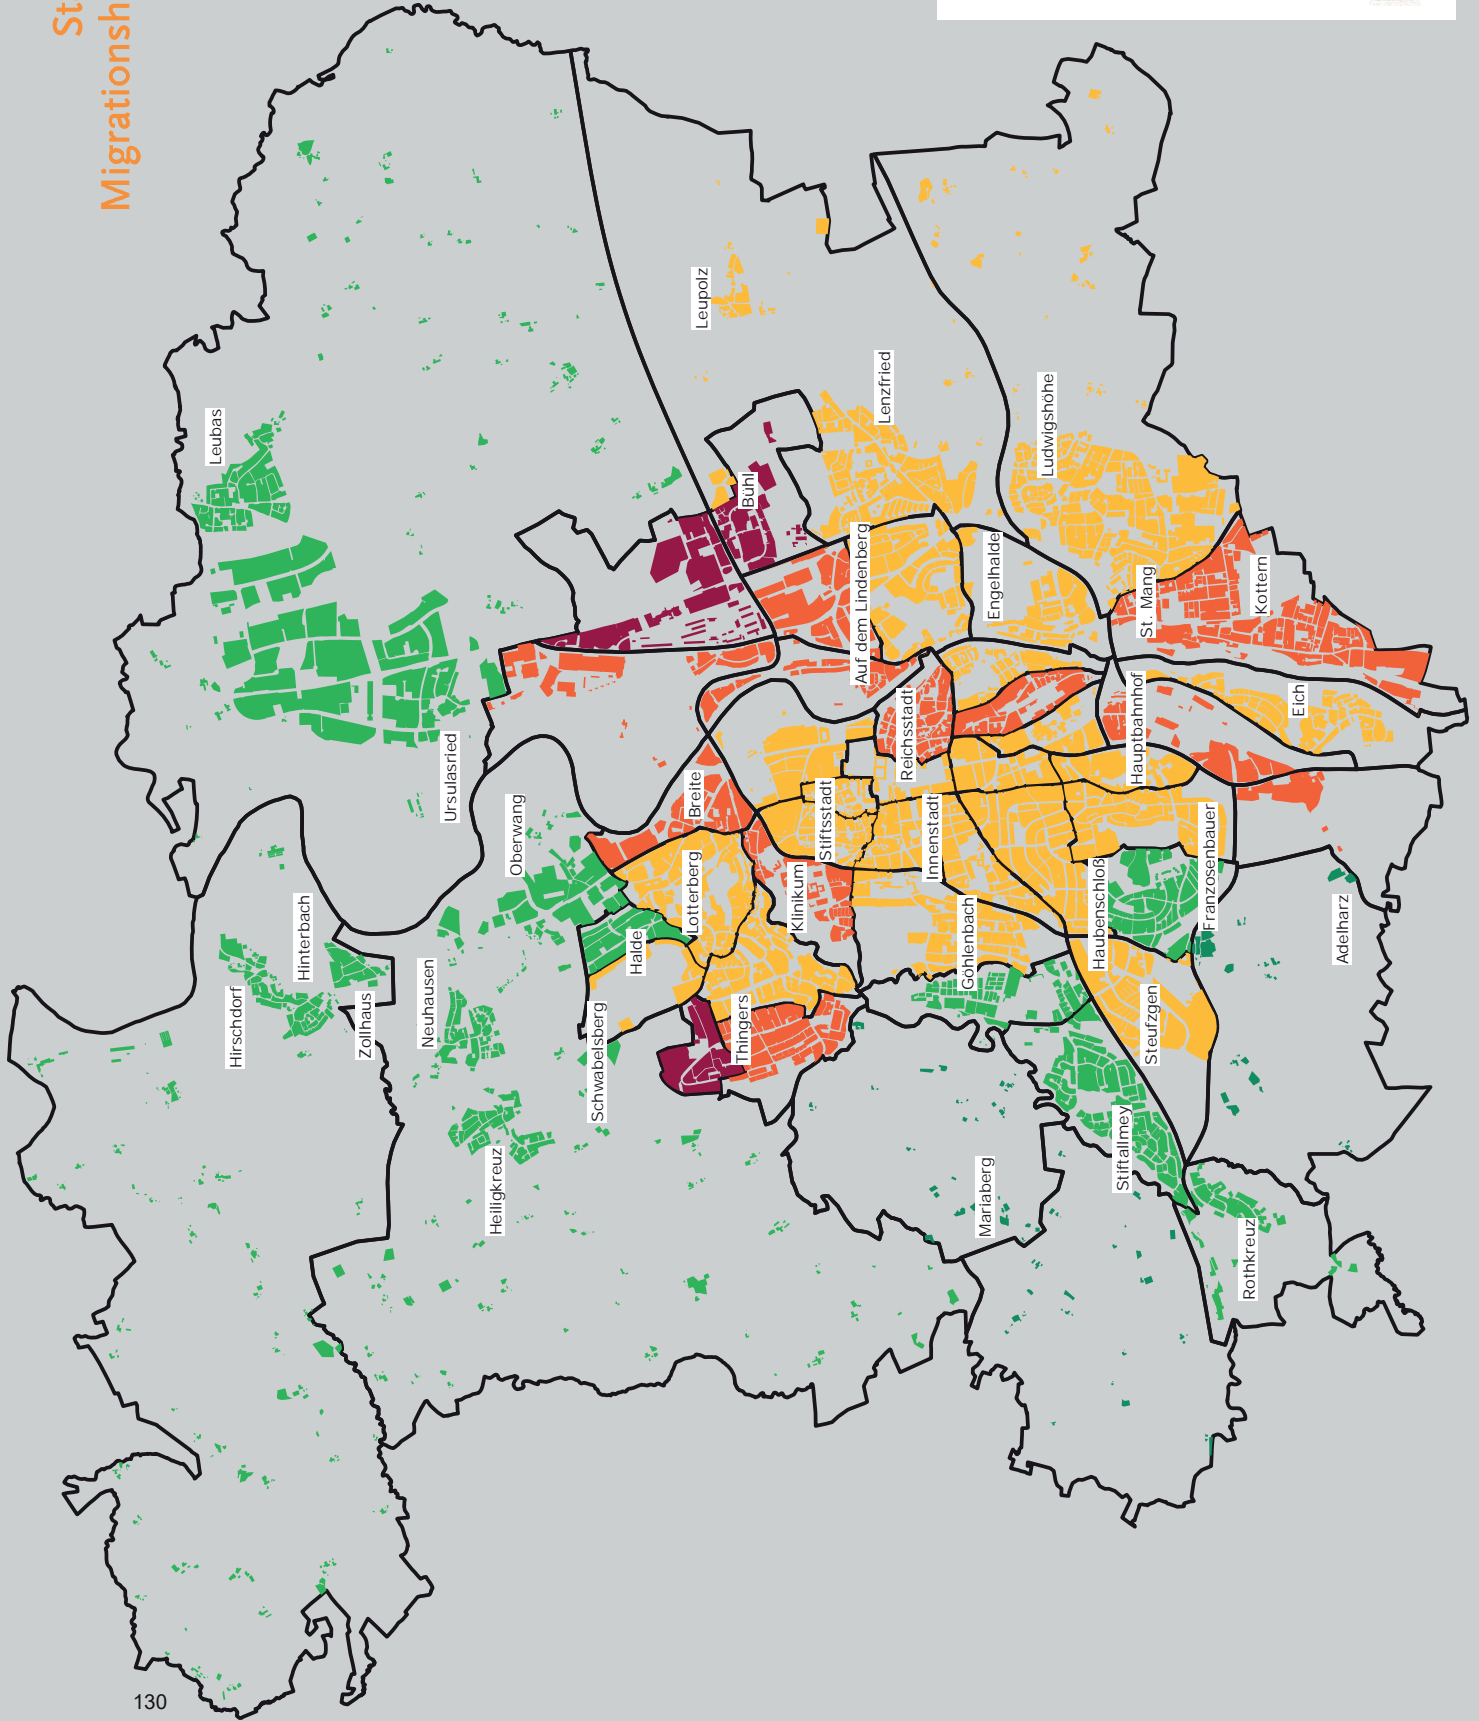 St
Migrationsh
Leubas
Leupolz
Lenzfried
Ludwigshöhe
Bühl
Auf dem Lindenberg
Engelhalde
St. Mang
Kottern
Ursulasried
Reichsstadt
Hauptbahnhof
Eich
Breite
Oberwang
Stiftsstadt
Innenstadt
Lotterberg
Klinikum
Haubenschloß
Franzosenbauer
Hinterbach
Halde
Göhlenbach
Adelharz
Hirschdorf
Zollhaus
Neuhausen
Schwabelsberg
Thingers
Steufzgen
Heiligkreuz
Mariaberg
Stiftallmey
Rothkreuz
130